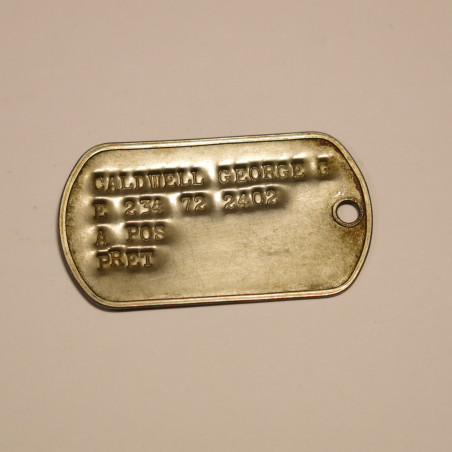 CALDWELL GEORGE G
E 234 72 2402
A POS
PRET